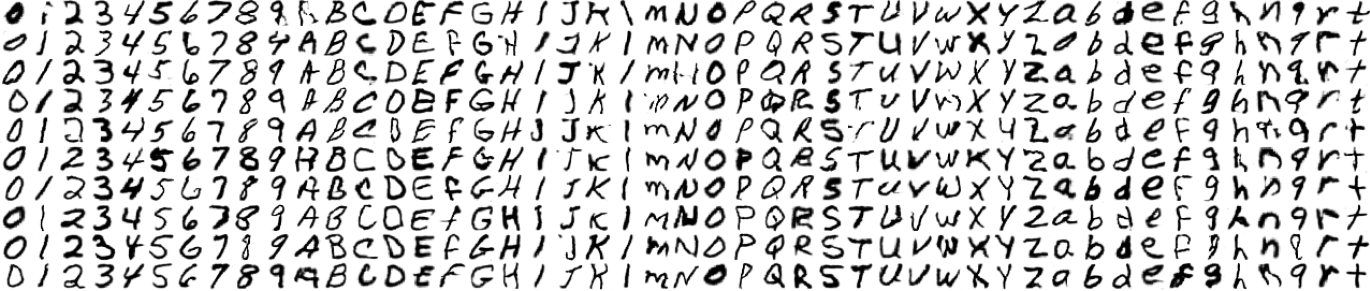 0 1 2 3 4 5 6 7 8 9 A B C D E F G H I J K l m N O P Q R S T U V W X Y Z a b d e f g h n q r t
0 1 2 3 4 5 6 7 8 4 A B C D E F G H I J K l m N O P Q R S T U V W X Y Z a b d e f g h n q r t
0 1 2 3 4 5 6 7 8 9 A B C D E F G H I J K l m N O P Q R S T U V W X Y Z a b d e f g h n q r t
0 1 2 3 4 5 6 7 8 9 A B C D E F G H I J K l m N O P Q R S T U V W X Y Z a b d e f g h n q r t
0 1 2 3 4 5 6 7 8 9 A B C D E F G H J J K l m N O P Q R S T U V W X Y Z a b d e f g h n q r t
0 1 2 3 4 5 6 7 8 9 A B C D E F G H I J K l m N O P Q R S T U V W X Y Z a b d e f g h n q r t
0 1 2 3 4 5 6 7 8 9 A B C D E F G H I J K l m N O P Q R S T U V W X Y Z a b d e f g h n q r t
0 1 2 3 4 5 6 7 8 9 A B C D E F G H I J K l m N O P Q R S T U V W X Y Z a b d e f g h n q r t
0 1 2 3 4 5 6 7 8 9 A B C D E F G H I J K l m N O P Q R S T U V W X Y Z a b d e f g h n q r t
0 1 2 3 4 5 6 7 8 9 A B C D E F G H I J K l m N O P Q R S T U V W X Y Z a b d e f g h n q r t